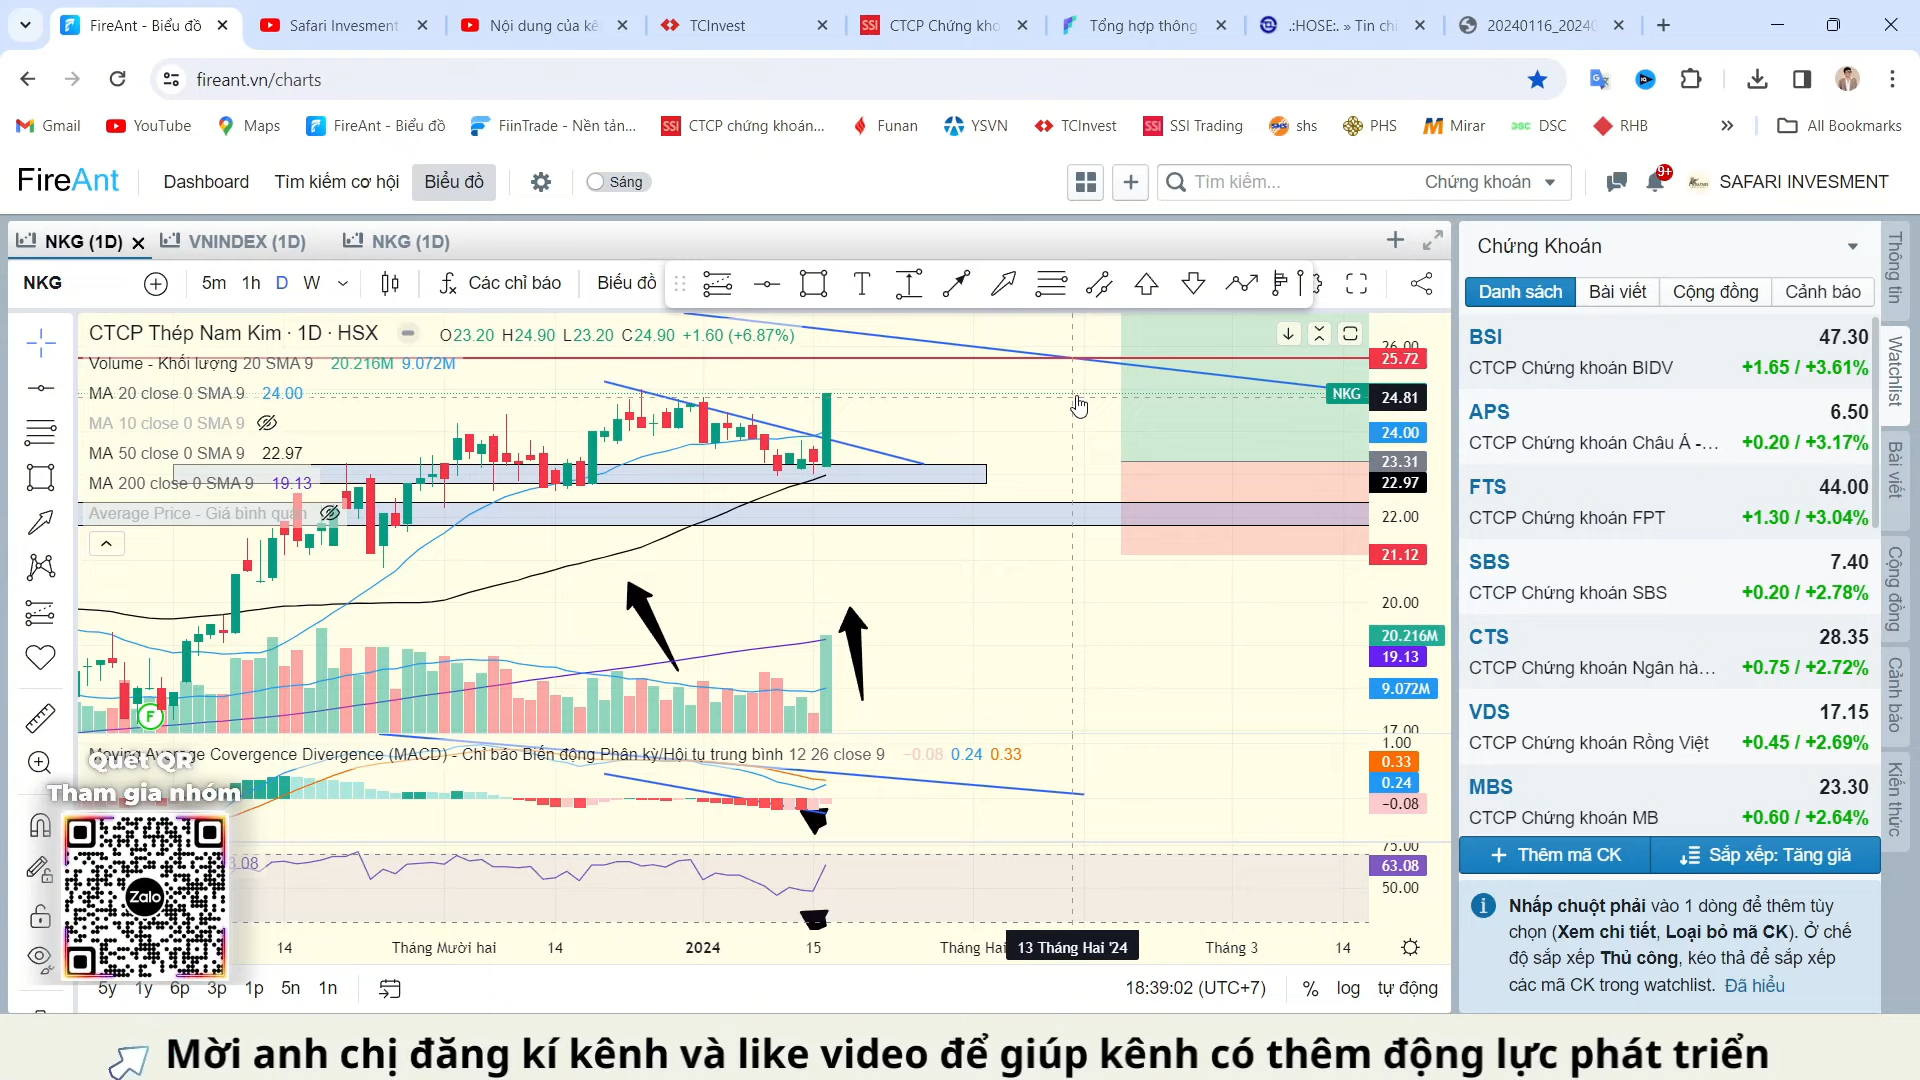 FireAnt - Biểu đồ
Safari Invesment
Nội dung của kê
TCInvest
CTCP Chứng kho
Tổng hợp thông
.:HOSE:. » Tin chi
20240116_20240
fireant.vn/charts
Gmail
YouTube
Maps
FireAnt - Biểu đồ
FiinTrade - Nền tản...
SSI
CTCP chứng khoán...
Funan
YSVN
TCInvest
SSI Trading
shs
PHS
Mirar
DSC
RHB
All Bookmarks
FireAnt
Dashboard
Tìm kiếm cơ hội
Biểu đồ
Sáng
Tìm kiếm...
Chứng khoán
9+
SAFARI INVESMENT
NKG (1D)
VNINDEX (1D)
NKG (1D)
NKG
5m
1h
D
W
Các chỉ báo
Biểu đồ
CTCP Thép Nam Kim · 1D · HSX
O23.20 H24.90 L23.20 C24.90 +1.60 (+6.87%)
Volume - Khối lượng 20 SMA 9 20.216M 9.072M
MA 20 close 0 SMA 9 24.00
MA 10 close 0 SMA 9
MA 50 close 0 SMA 9 22.97
MA 200 close 0 SMA 9 19.13
Average Price - Giá bình quân
26.00
25.72
NKG
24.81
24.00
23.31
22.97
22.00
21.12
20.00
20.216M
19.13
9.072M
17.00
F
Moving Average Covergence Divergence (MACD) - Chỉ báo Biến động Phân kỳ/Hội tụ trung bình 12 26 close 9 −0.08 0.24 0.33
1.00
0.33
0.24
−0.08
Quét QR
Tham gia nhóm
Zalo
3.08
75.00
63.08
50.00
14
Tháng Mười hai
14
2024
15
Tháng Hai
13 Tháng Hai '24
Tháng 3
14
5y
1y
6p
3p
1p
5n
1n
18:39:02 (UTC+7)
%
log
tự động
Chứng Khoán
Danh sách
Bài viết
Cộng đồng
Cảnh báo
BSI 47.30
CTCP Chứng khoán BIDV +1.65 / +3.61%
APS 6.50
CTCP Chứng khoán Châu Á -... +0.20 / +3.17%
FTS 44.00
CTCP Chứng khoán FPT +1.30 / +3.04%
SBS 7.40
CTCP Chứng khoán SBS +0.20 / +2.78%
CTS 28.35
CTCP Chứng khoán Ngân hà... +0.75 / +2.72%
VDS 17.15
CTCP Chứng khoán Rồng Việt +0.45 / +2.69%
MBS 23.30
CTCP Chứng khoán MB +0.60 / +2.64%
Thêm mã CK
Sắp xếp: Tăng giá
Nhấp chuột phải vào 1 dòng để thêm tùy
chọn (Xem chi tiết, Loại bỏ mã CK). Ở chế
độ sắp xếp Thủ công, kéo thả để sắp xếp
các mã CK trong watchlist. Đã hiểu
Thông tin
Watchlist
Bài viết
Cộng đồng
Cảnh báo
Kiến thức
Mời anh chị đăng kí kênh và like video để giúp kênh có thêm động lực phát triển